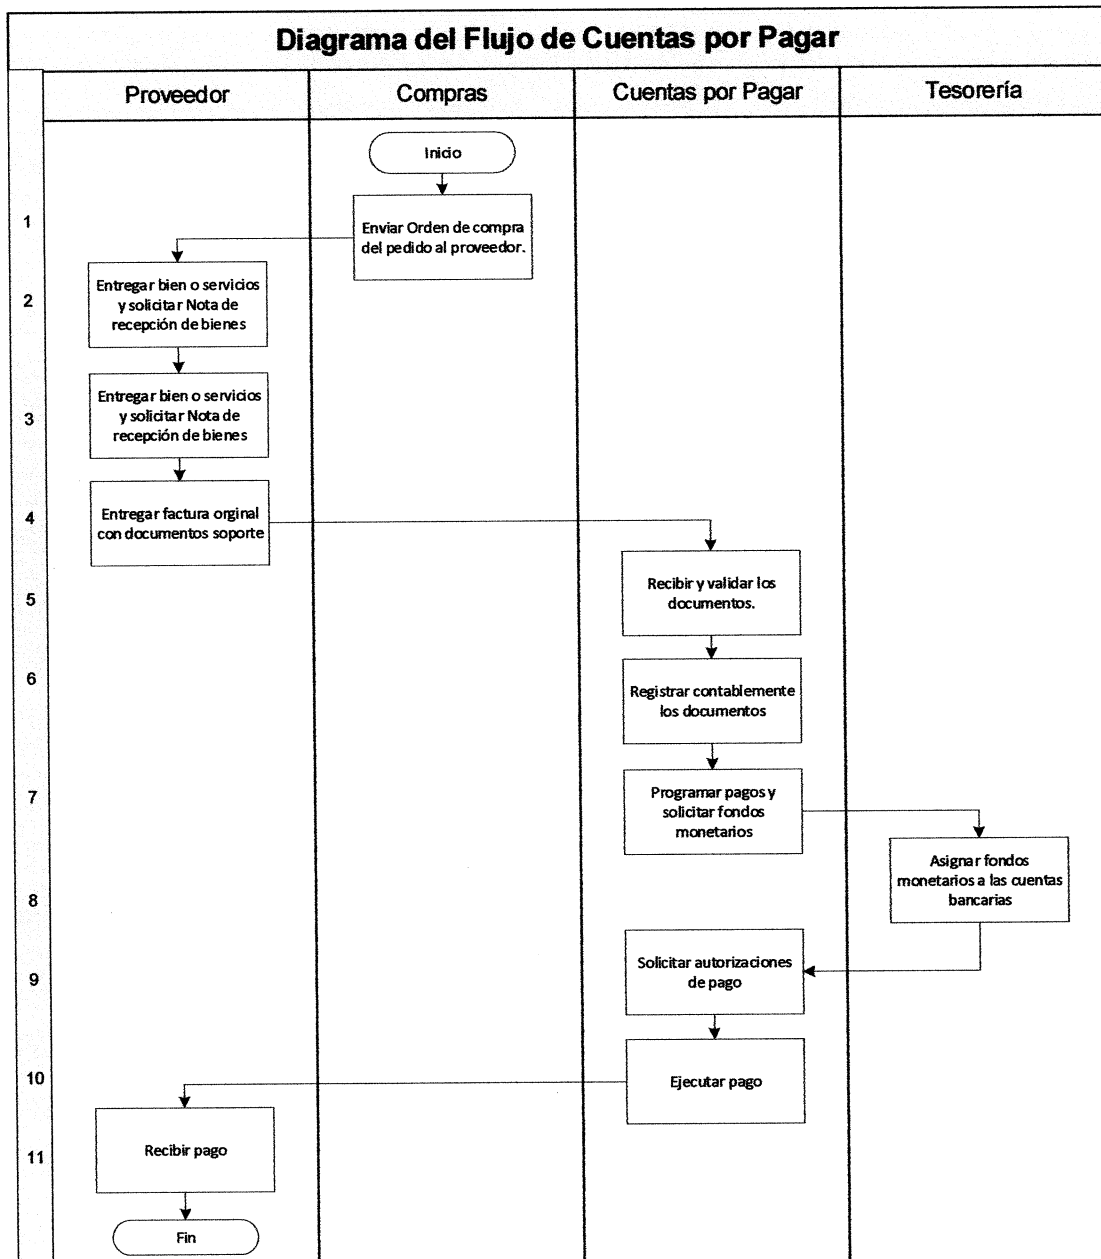 Diagrama del Flujo de Cuentas por Pagar
Proveedor
Compras
Cuentas por Pagar
Tesorería
Inicio
1
Enviar Orden de compra
del pedido al proveedor.
2
Entregar bien o servicios
y solicitar Nota de
recepción de bienes
3
Entregar bien o servicios
y solicitar Nota de
recepción de bienes
4
Entregar factura orginal
con documentos soporte
5
Recibir y validar los
documentos.
6
Registrar contablemente
los documentos
7
Programar pagos y
solicitar fondos
monetarios
8
Asignar fondos
monetarios a las cuentas
bancarias
9
Solicitar autorizaciones
de pago
10
Ejecutar pago
11
Recibir pago
Fin